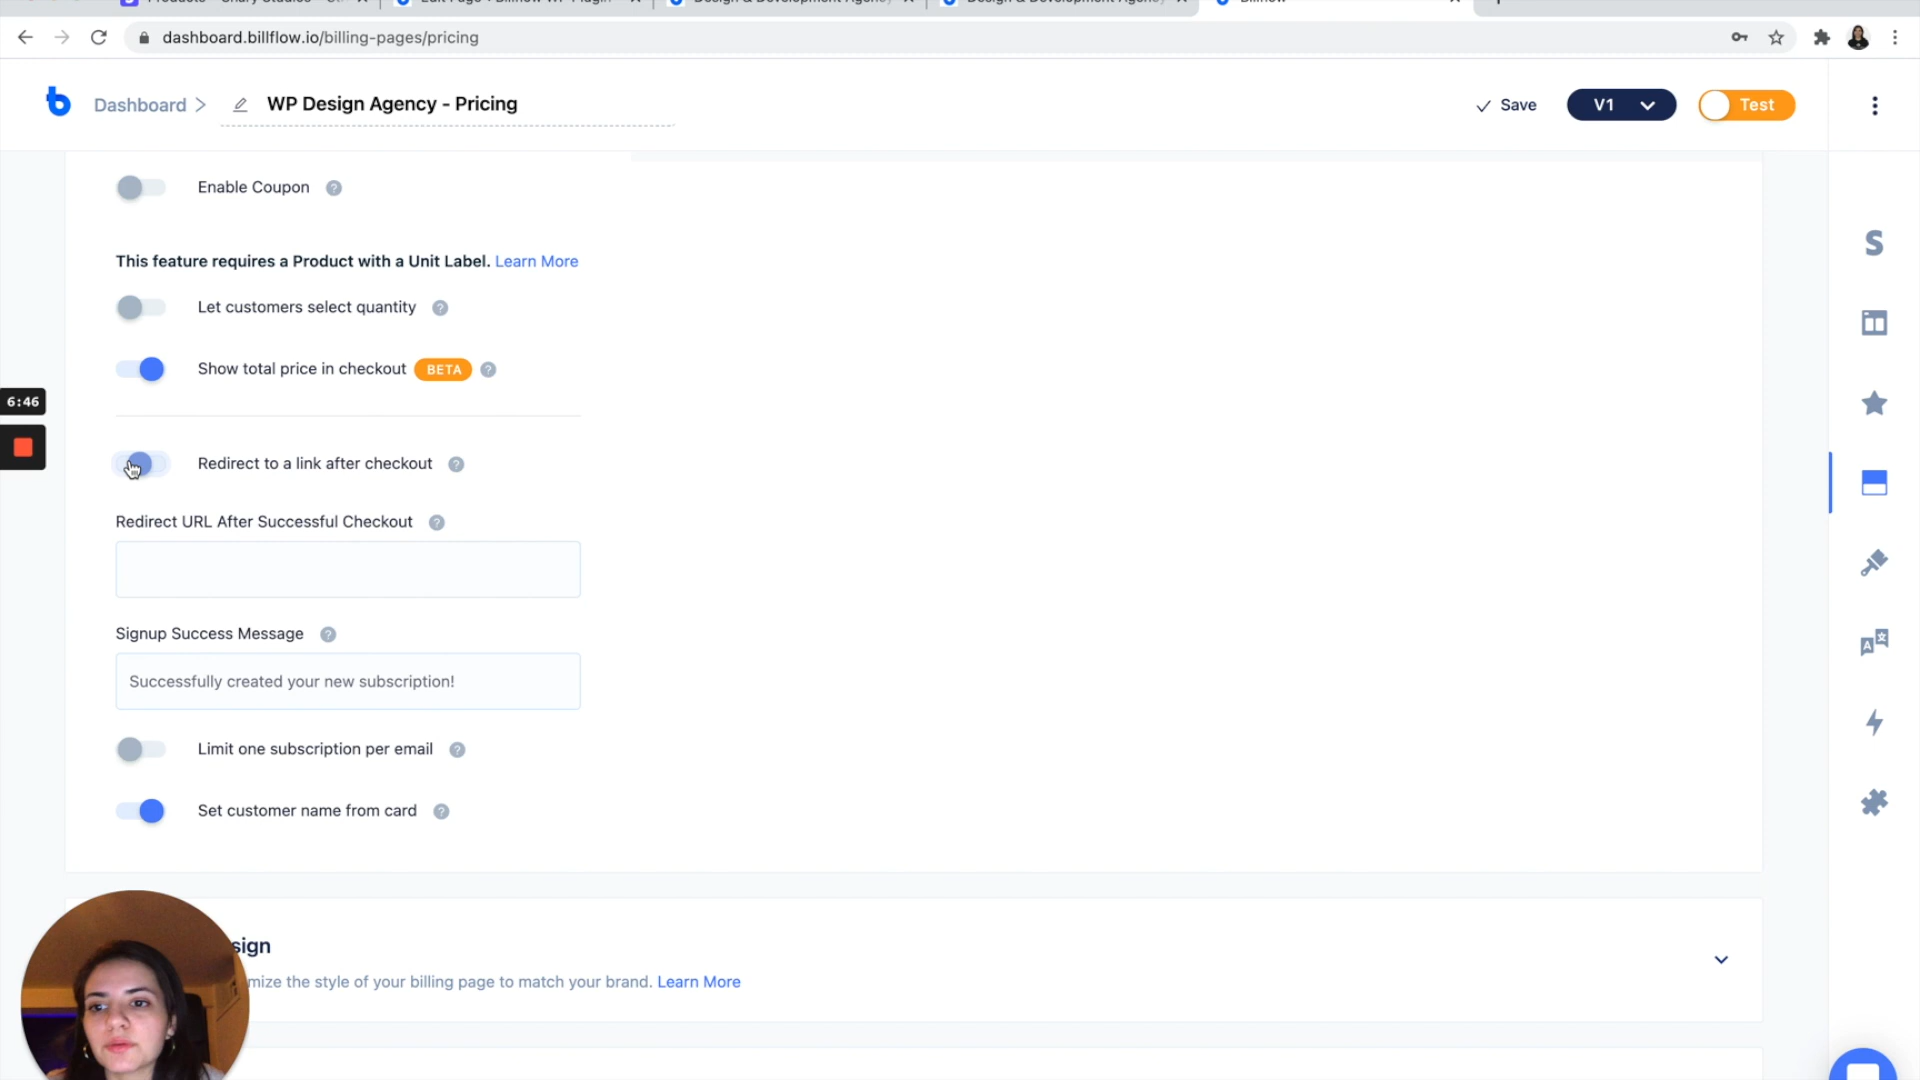 dashboard.billflow.io/billing-pages/pricing
Dashboard > WP Design Agency - Pricing
Save
V1
Test
Enable Coupon ?
This feature requires a Product with a Unit Label. Learn More
Let customers select quantity ?
Show total price in checkout BETA ?
6:46
Redirect to a link after checkout ?
Redirect URL After Successful Checkout ?
Signup Success Message ?
Successfully created your new subscription!
Limit one subscription per email ?
Set customer name from card ?
sign
mize the style of your billing page to match your brand. Learn More